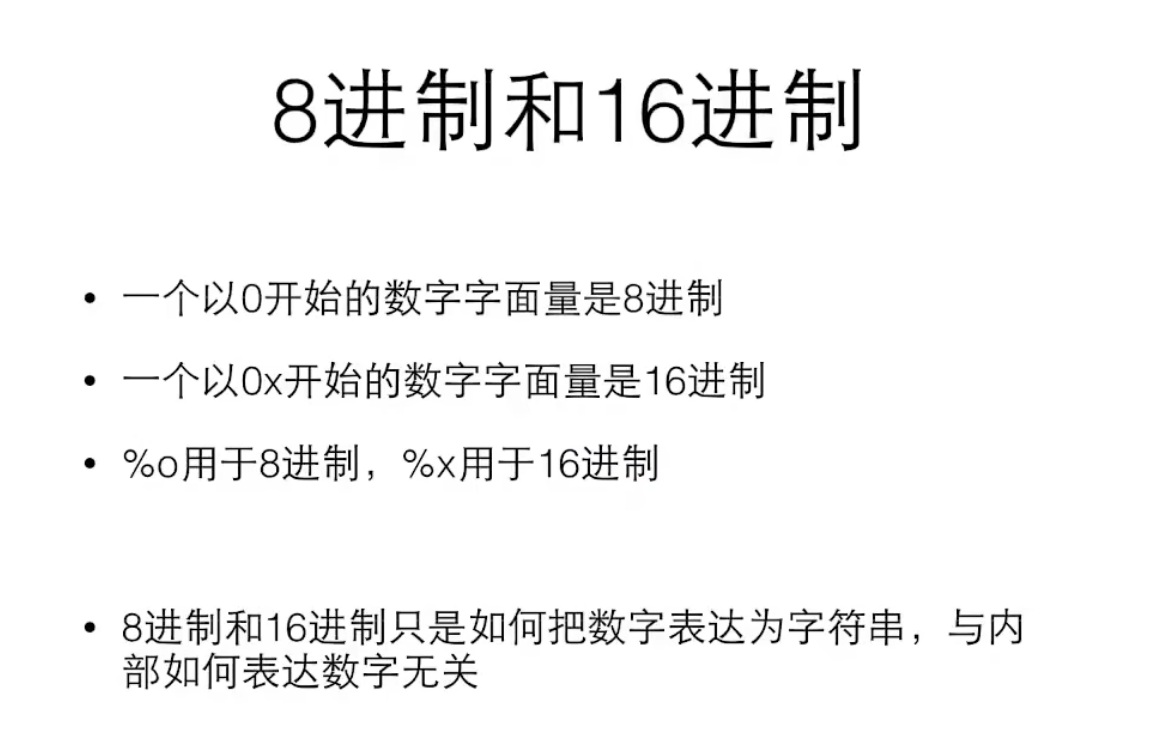 8进制和16进制
• 一个以0开始的数字字面量是8进制
• 一个以0x开始的数字字面量是16进制
• %o用于8进制，%x用于16进制
• 8进制和16进制只是如何把数字表达为字符串，与内
部如何表达数字无关